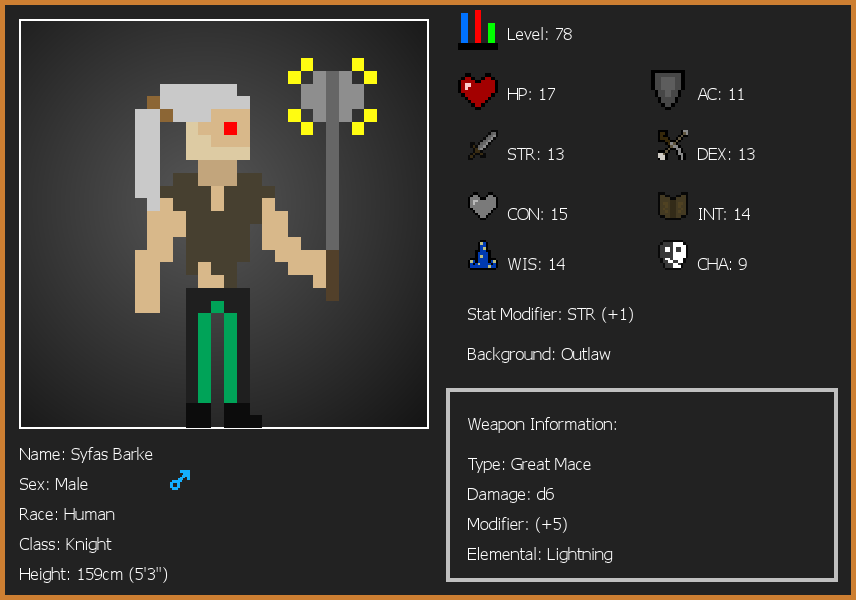 Level: 78
HP: 17
AC: 11
STR: 13
DEX: 13
CON: 15
INT: 14
WIS: 14
CHA: 9
Stat Modifier: STR (+1)
Background: Outlaw
Weapon Information:
Type: Great Mace
Damage: d6
Modifier: (+5)
Elemental: Lightning
Name: Syfas Barke
Sex: Male
Race: Human
Class: Knight
Height: 159cm (5'3")